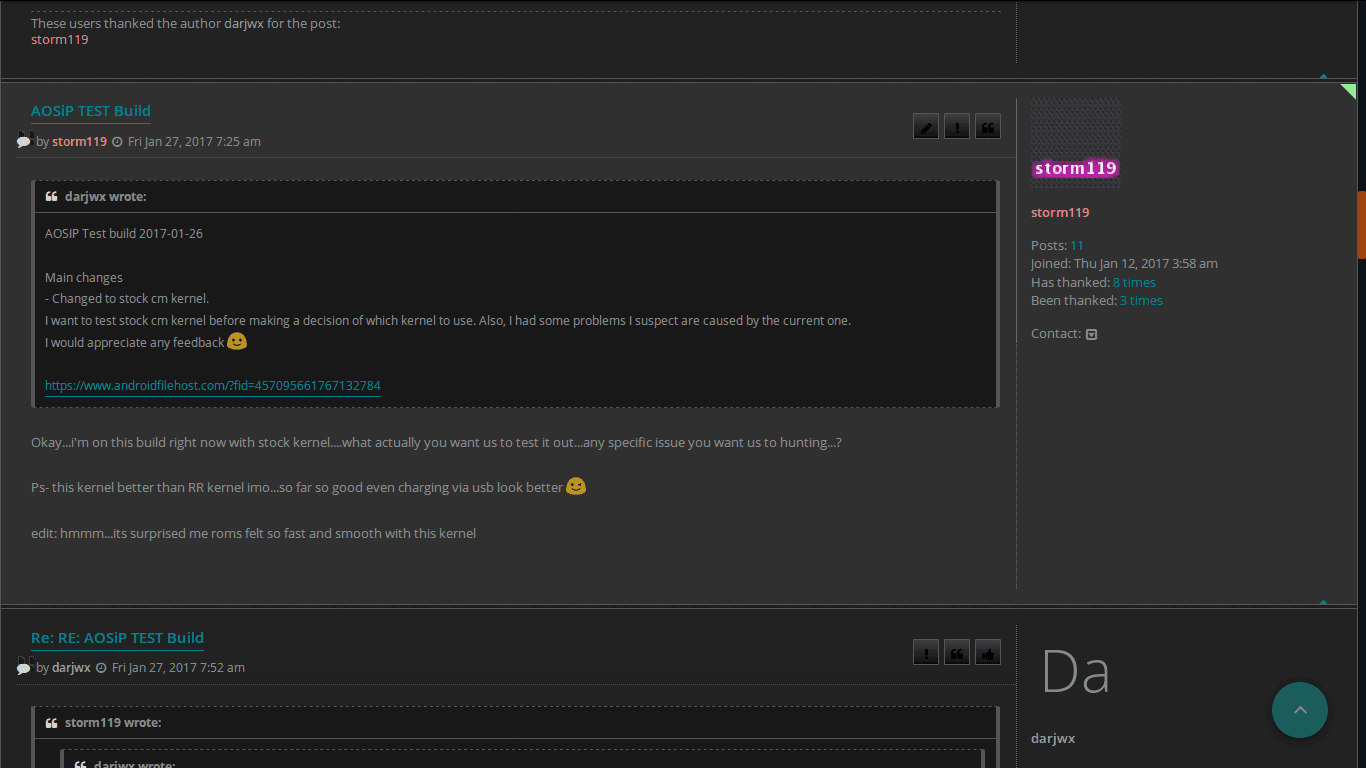 These users thanked the author darjwx for the post:
storm119
AOSiP TEST Build
by storm119 Fri Jan 27, 2017 7:25 am
darjwx wrote:
AOSIP Test build 2017-01-26
Main changes
- Changed to stock cm kernel.
I want to test stock cm kernel before making a decision of which kernel to use. Also, I had some problems I suspect are caused by the current one.
I would appreciate any feedback
https://www.androidfilehost.com/?fid=457095661767132784
Okay...i'm on this build right now with stock kernel....what actually you want us to test it out...any specific issue you want us to hunting...?
Ps- this kernel better than RR kernel imo...so far so good even charging via usb look better
edit: hmmm...its surprised me roms felt so fast and smooth with this kernel
storm119
storm119
Posts: 11
Joined: Thu Jan 12, 2017 3:58 am
Has thanked: 8 times
Been thanked: 3 times
Contact:
Re: RE: AOSiP TEST Build
by darjwx Fri Jan 27, 2017 7:52 am
storm119 wrote:
darjwx wrote:
Da
darjwx